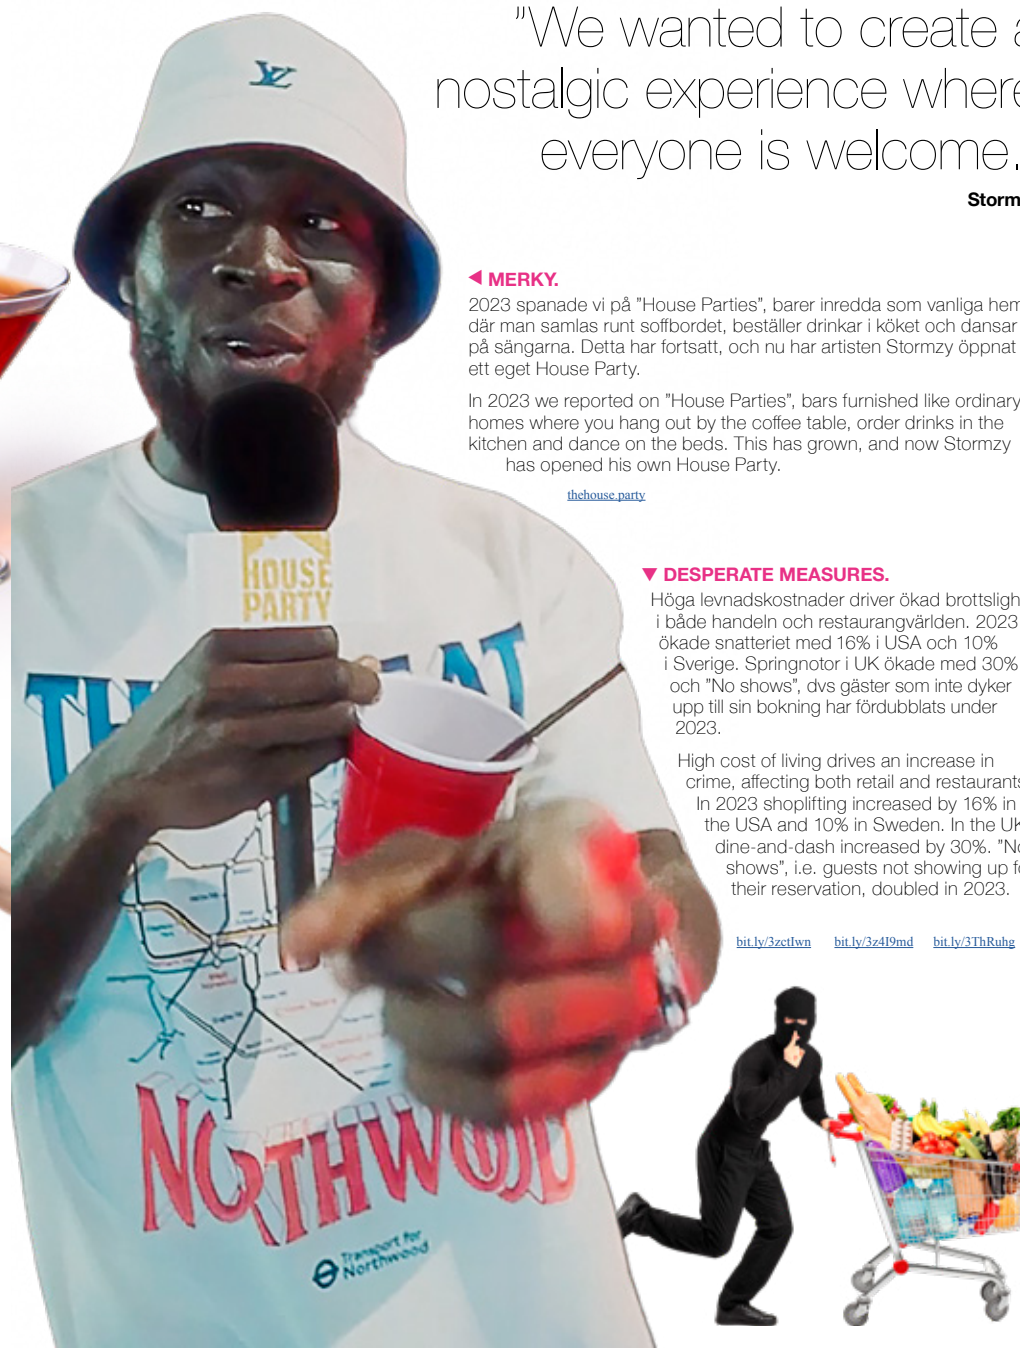 "We wanted to create a
nostalgic experience where
everyone is welcome.
Storm
MERKY.
2023 spanade vi på ”House Parties”, barer inredda som vanliga hem
där man samlas runt soffbordet, beställer drinkar i köket och dansar
på sängarna. Detta har fortsatt, och nu har artisten Stormzy öppnat
ett eget House Party.
In 2023 we reported on ”House Parties”, bars furnished like ordinary
homes where you hang out by the coffee table, order drinks in the
kitchen and dance on the beds. This has grown, and now Stormzy
has opened his own House Party.
thehouse.party
HOUSE
PARTY
DESPERATE MEASURES.
Höga levnadskostnader driver ökad brottsligh
i både handeln och restaurangvärlden. 2023
ökade snatteriet med 16% i USA och 10%
i Sverige. Springnotor i UK ökade med 30%
och ”No shows”, dvs gäster som inte dyker
upp till sin bokning har fördubblats under
2023.
High cost of living drives an increase in
crime, affecting both retail and restaurants.
In 2023 shoplifting increased by 16% in
the USA and 10% in Sweden. In the UK
dine-and-dash increased by 30%. ”No
shows”, i.e. guests not showing up fo
their reservation, doubled in 2023.
bit.ly/3zctIwn bit.ly/3z4I9md bit.ly/3ThRuhg
NORTHWOOD
Transport for
Northwood